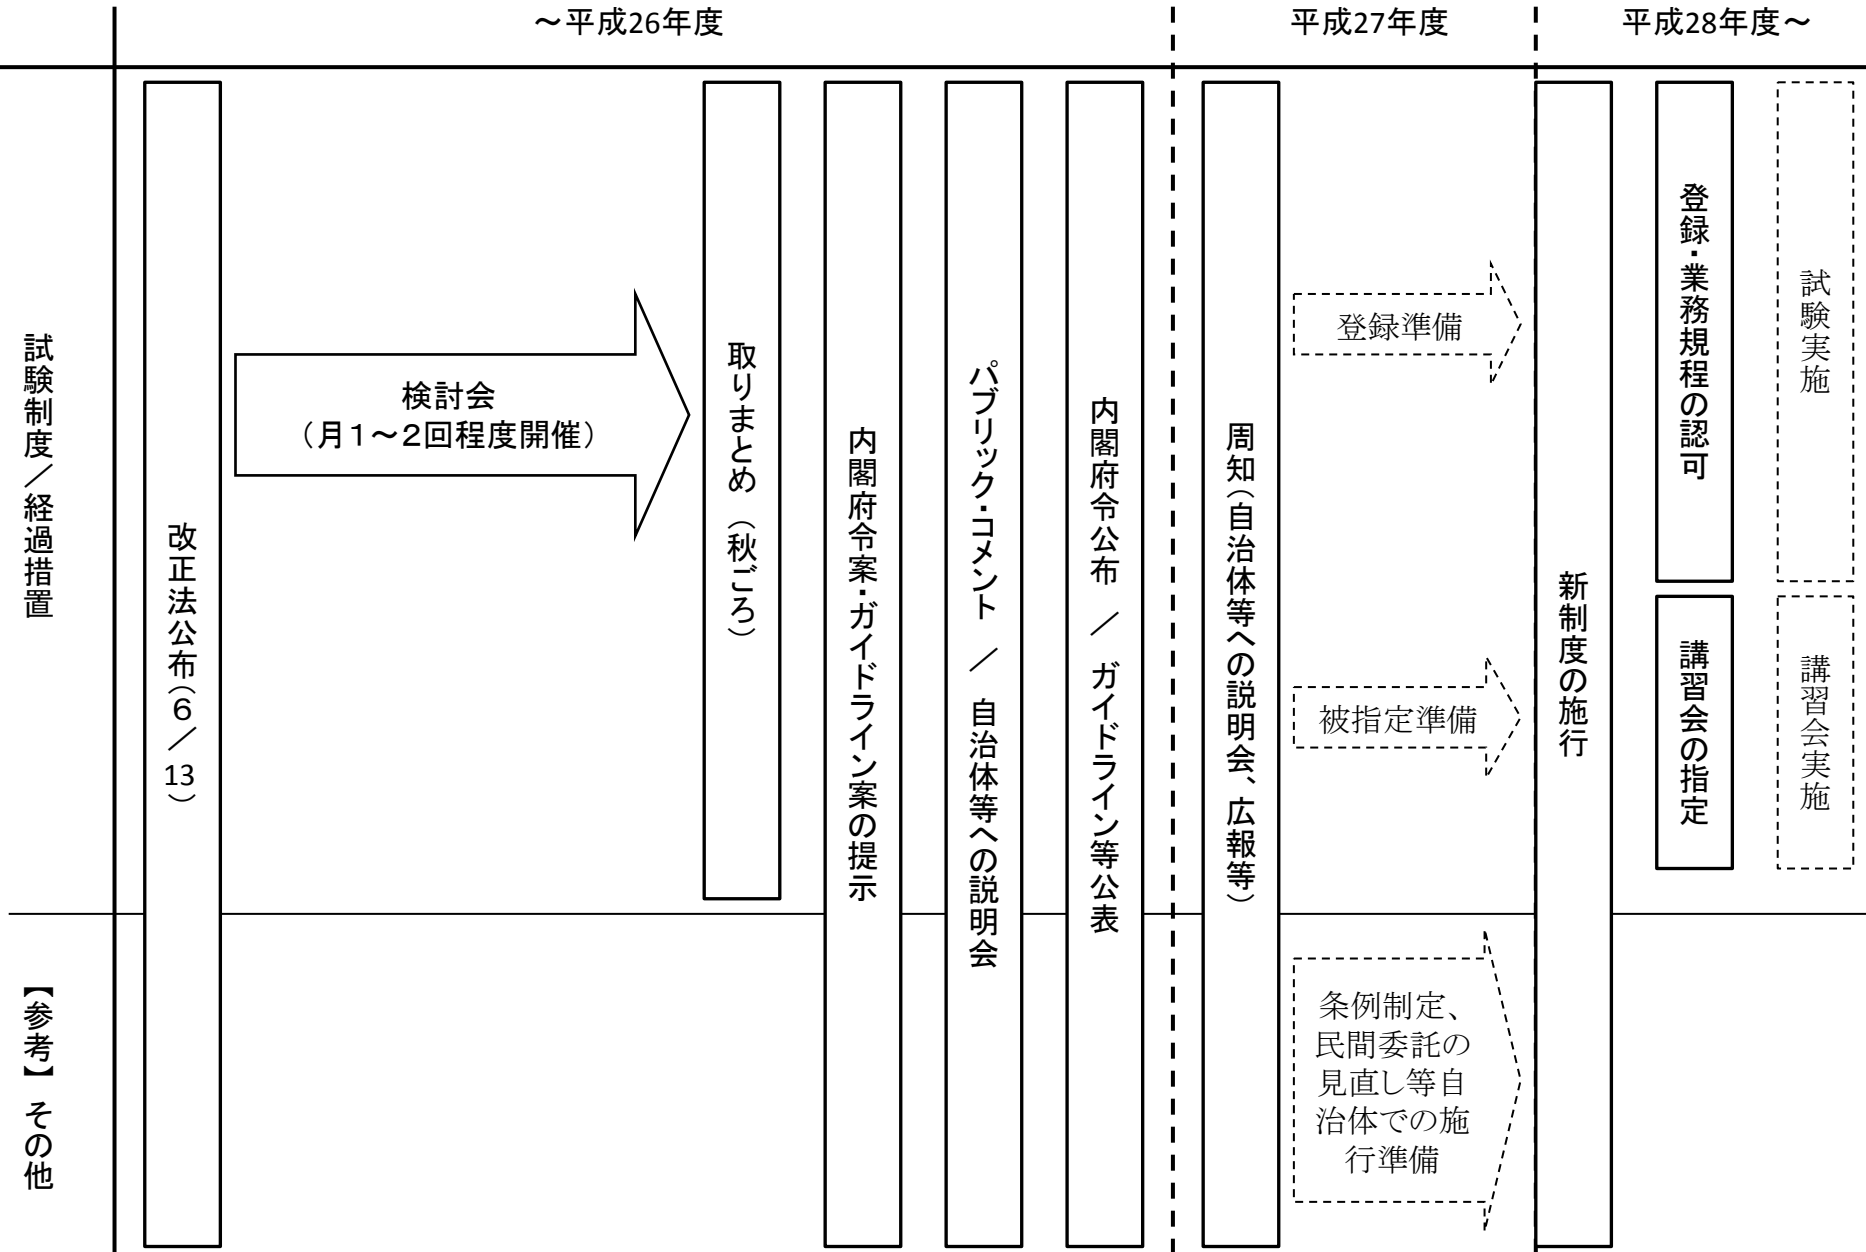 ～平成26年度
平成27年度
平成28年度～
試験制度／経過措置
改正法公布（6／13）
検討会
（月1～2回程度開催）
取りまとめ（秋ごろ）
内閣府令案・ガイドライン案の提示
パブリック・コメント ／ 自治体等への説明会
内閣府令公布 ／ ガイドライン等公表
周知（自治体等への説明会、広報等）
登録準備
被指定準備
新制度の施行
登録・業務規程の認可
講習会の指定
試験実施
講習会実施
【参考】その他
条例制定、
民間委託の
見直し等自
治体での施
行準備